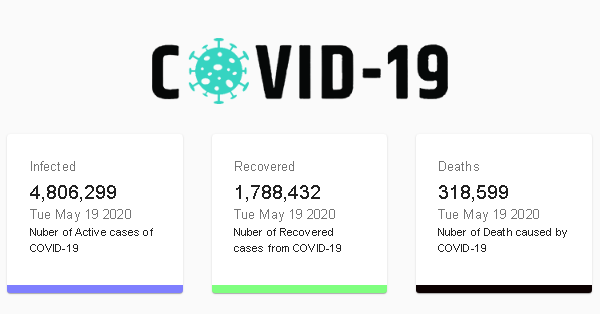 COVID-19
Infected
4,806,299
Tue May 19 2020
Nuber of Active cases of
COVID-19
Recovered
1,788,432
Tue May 19 2020
Nuber of Recovered
cases from COVID-19
Deaths
318,599
Tue May 19 2020
Nuber of Death caused by
COVID-19